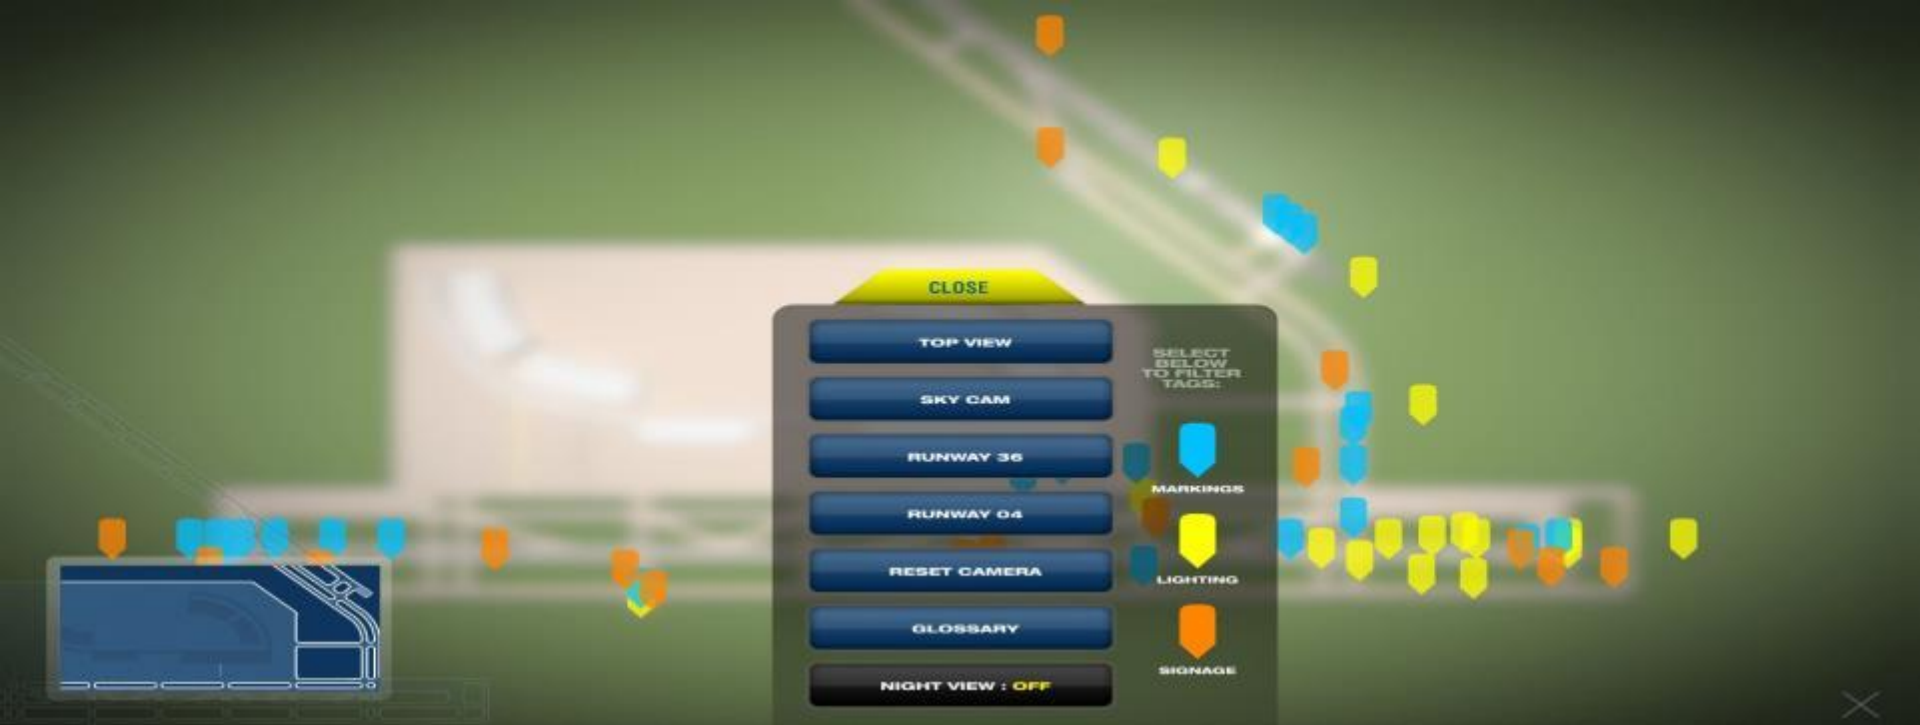 CLOSE
TOP VIEW
SKY CAM
RUNWAY 36
RUNWAY 04
RESET CAMERA
GLOSSARY
NIGHT VIEW : OFF
SELECT
BELOW
TO FILTER
TAGS:
MARKINGS
LIGHTING
SIGNAGE